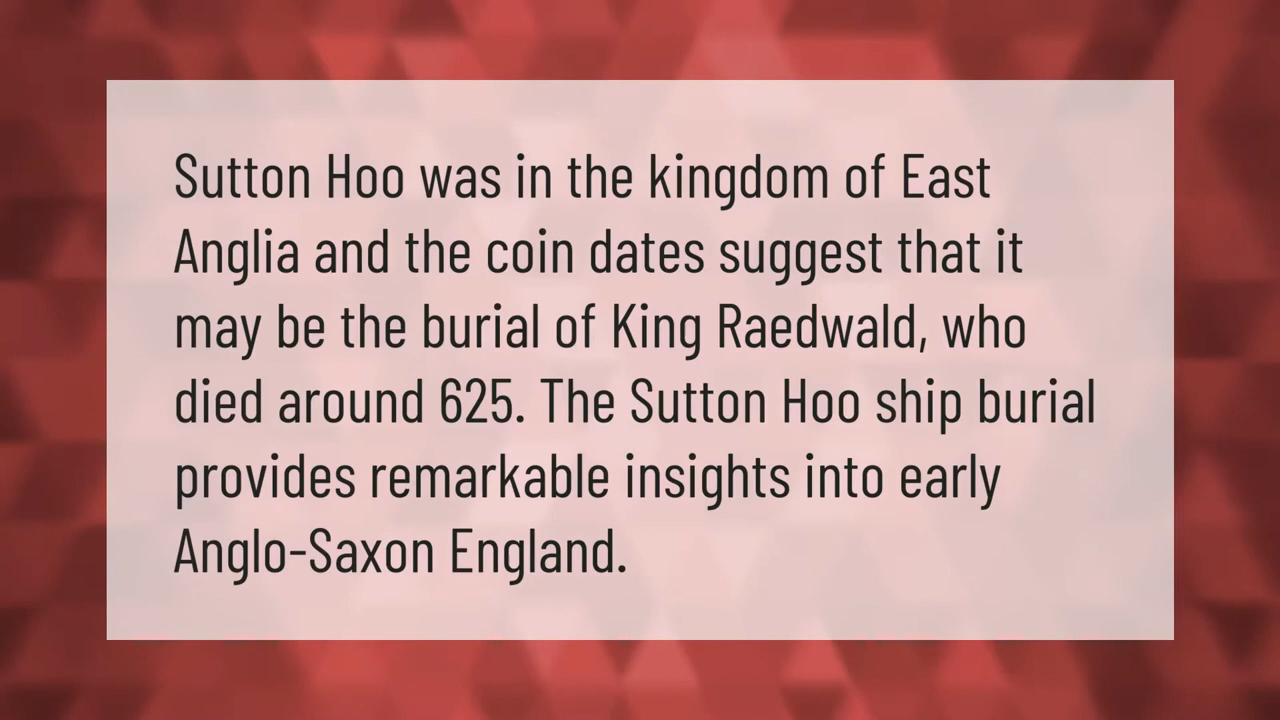 Sutton Hoo was in the kingdom of East
Anglia and the coin dates suggest that it
may be the burial of King Raedwald, who
died around 625. The Sutton Hoo ship burial
provides remarkable insights into early
Anglo-Saxon England.